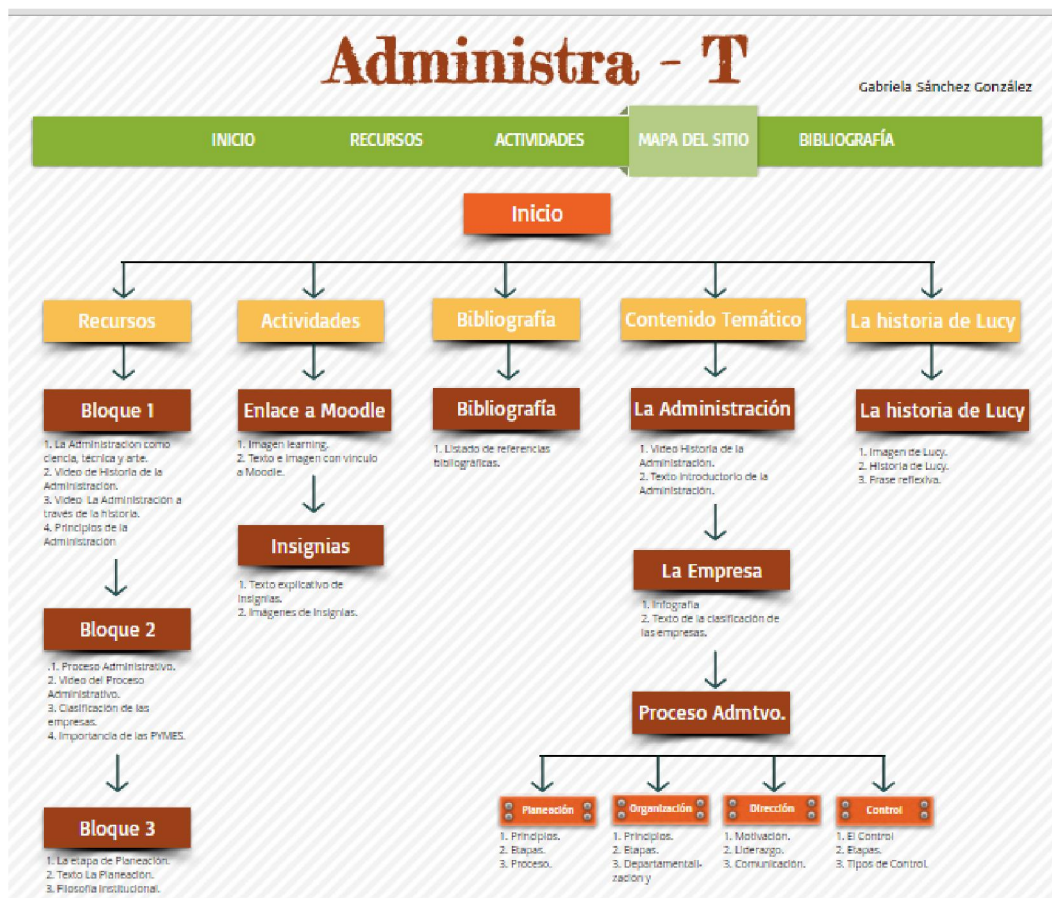 Administra - T
Gabriela Sánchez González
INICIO
RECURSOS
ACTIVIDADES
MAPA DEL SITIO
BIBLIOGRAFÍA
Inicio
Recursos
Actividades
Bibliografía
Contenido Temático
La historia de Lucy
Bloque 1
1. La Administración como
ciencia, técnica y arte.
2. Video de Historia de la
Administración.
3. Video La Administración a
través de la historia.
4. Principios de la
Administración
Bloque 2
.1. Proceso Administrativo.
2. Video del Proceso
Administrativo.
3. Clasificación de las
empresas.
4. Importancia de las PYMES.
Bloque 3
1. La etapa de Planeación.
2. Texto La Planeación.
3. Filosofía Institucional.
Enlace a Moodle
1. Imagen learning.
2. Texto e imagen con vinculo
a Moodle.
Insignias
1. Texto explicativo de
Insignias.
2. Imágenes de Insignias.
Bibliografía
1. Listado de referencias
bibliográficas.
La Administración
1. Video Historia de la
Administración.
2. Texto Introductorio de la
Administración.
La Empresa
1. Infografia
2. Texto de la clasificación de
las empresas.
Proceso Admtvo.
Planeación
1. Principios.
2. Etapas.
3. Proceso.
Organización
1. Principios.
2. Etapas.
3. Departamentali-
zación y
Dirección
1. Motivación.
2. Liderazgo.
3. Comunicación.
Control
1. El Control
2. Etapas.
3. Tipos de Control.
La historia de Lucy
1. Imagen de Lucy.
2. Historia de Lucy.
3. Frase reflexiva.